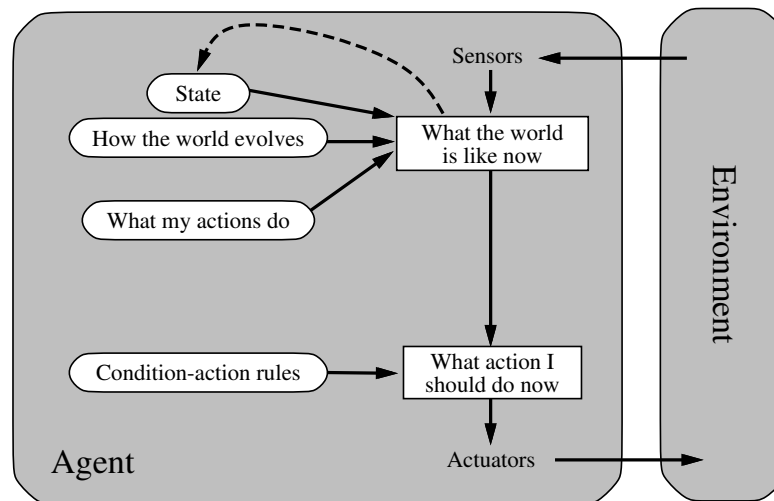 Sensors
State
How the world evolves
What the world
is like now
What my actions do
Environment
Condition-action rules
What action I
should do now
Agent
Actuators